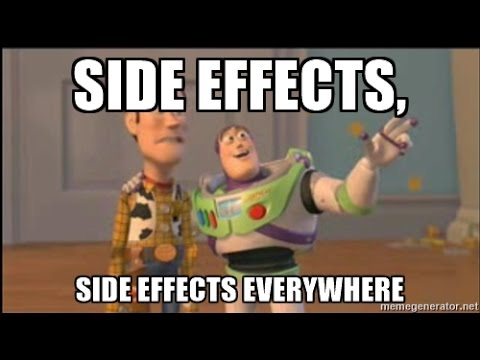 SIDE EFFECTS,
SIDE EFFECTS EVERYWHERE
memegenerator.net